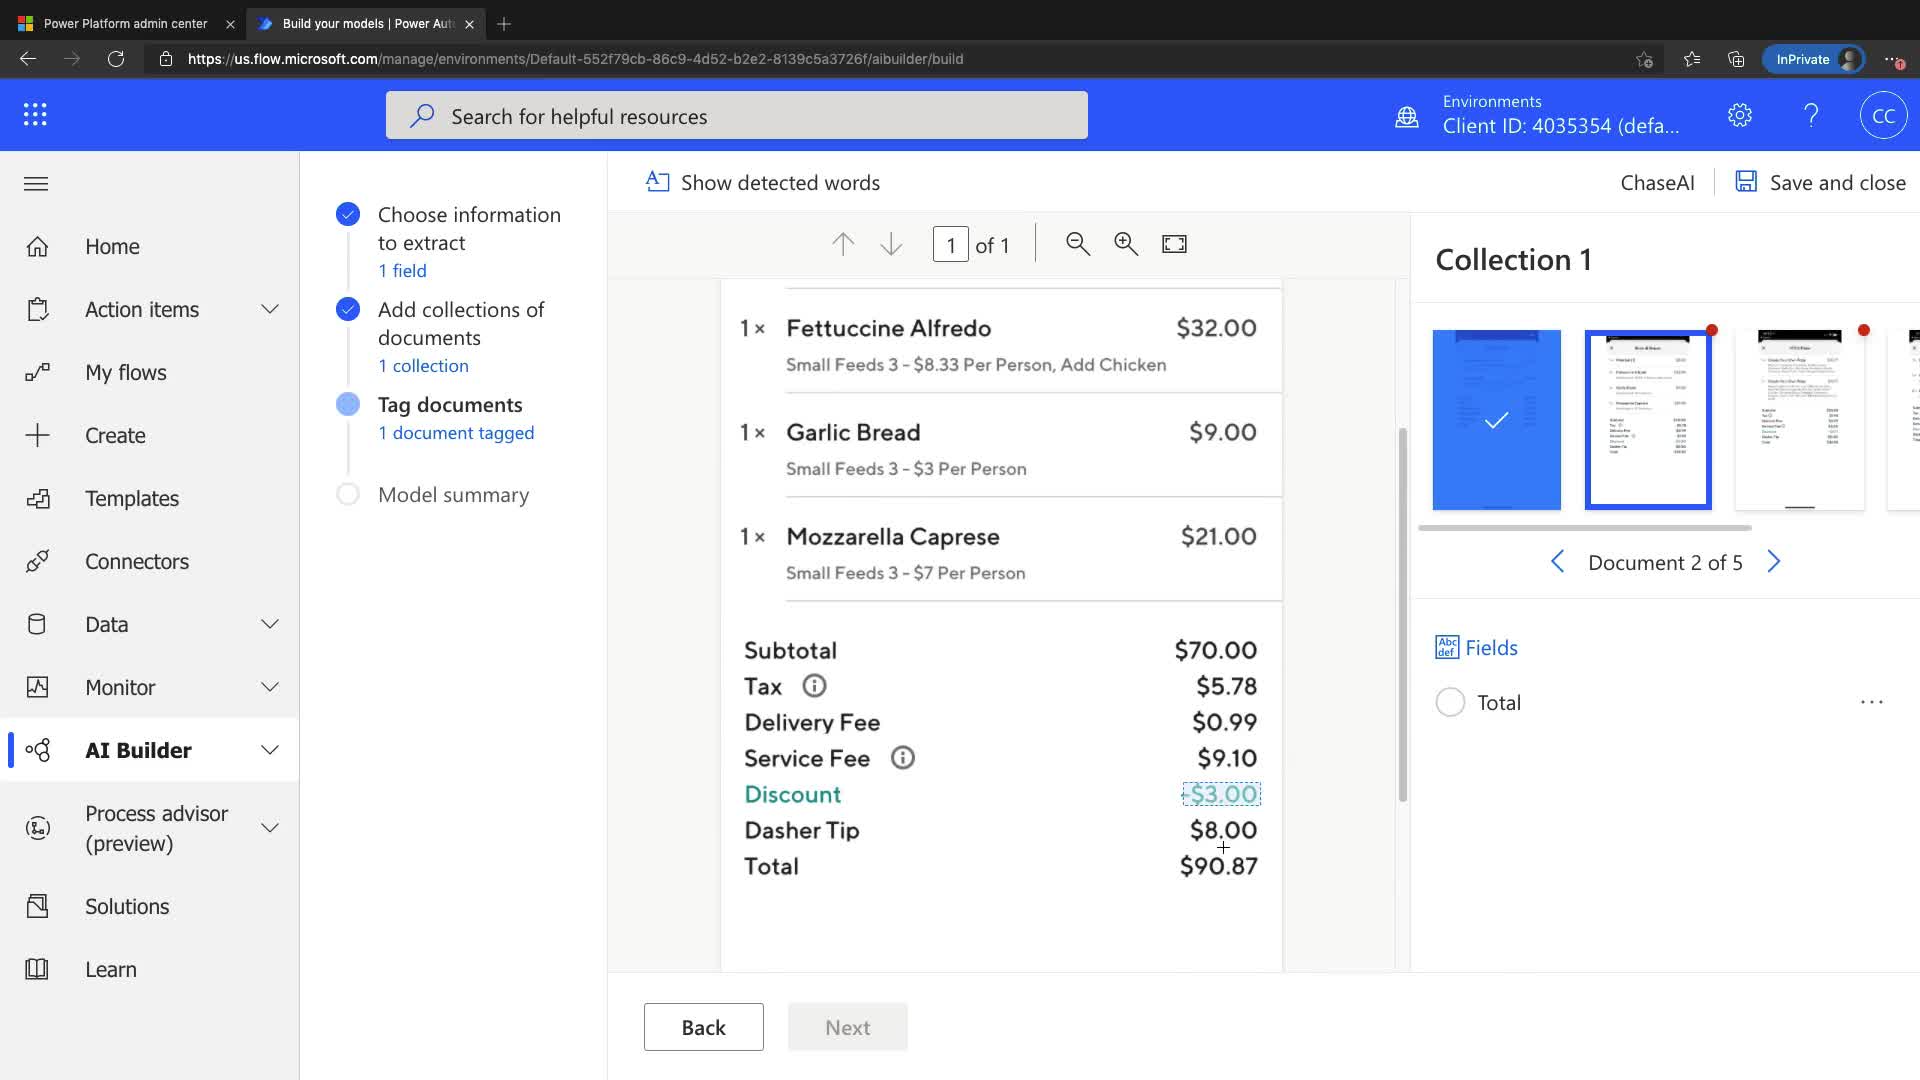 Power Platform admin center
Build your models | Power Aut
https://us.flow.microsoft.com/manage/environments/Default-552f79cb-86c9-4d52-b2e2-8139c5a3726f/aibuilder/build
InPrivate
Search for helpful resources
Environments
Client ID: 4035354 (defa...
CC
Home
Action items
My flows
Create
Templates
Connectors
Data
Monitor
AI Builder
Process advisor
(preview)
Solutions
Learn
Choose information
to extract
1 field
Add collections of
documents
1 collection
Tag documents
1 document tagged
Model summary
Show detected words
ChaseAI
Save and close
1 of 1
1 × Fettuccine Alfredo $32.00
Small Feeds 3 - $8.33 Per Person, Add Chicken
1 × Garlic Bread $9.00
Small Feeds 3 - $3 Per Person
1 × Mozzarella Caprese $21.00
Small Feeds 3 - $7 Per Person
Subtotal $70.00
Tax $5.78
Delivery Fee $0.99
Service Fee $9.10
Discount -$3.00
Dasher Tip $8.00
Total $90.87
Back
Next
Collection 1
Document 2 of 5
Abc
def
Fields
Total